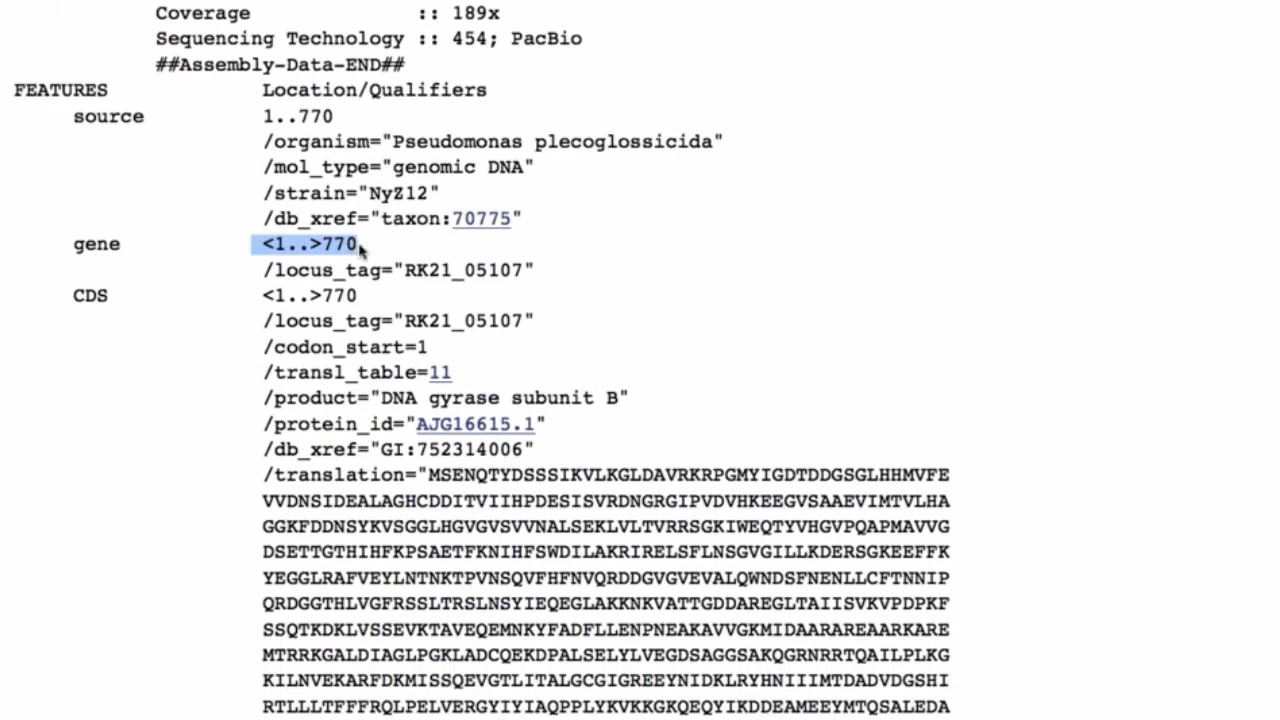 Coverage :: 189x
Sequencing Technology :: 454; PacBio
##Assembly-Data-END##
FEATURES Location/Qualifiers
source 1..770
/organism="Pseudomonas plecoglossicida"
/mol_type="genomic DNA"
/strain="NyZ12"
/db_xref="taxon:70775"
gene <1..>770
/locus_tag="RK21_05107"
CDS <1..>770
/locus_tag="RK21_05107"
/codon_start=1
/transl_table=11
/product="DNA gyrase subunit B"
/protein_id="AJG16615.1"
/db_xref="GI:752314006"
/translation="MSENQTYDSSSIKVLKGLDAVRKRPGMYIGDTDDGSGLHHMVFE
VVDNSIDEALAGHCDDITVIIHPDESISVRDNGRGIPVDVHKEEGVSAAEVIMTVLHA
GGKFDDNSYKVSGGLHGVGVSVVNALSEKLVLTVRRSGKIWEQTYVHGVPQAPMAVVG
DSETTGTHIHFKPSAETFKNIHFSWDILAKRIRELSFLNSGVGILLKDERSGKEEFFK
YEGGLRAFVEYLNTNKTPVNSQVFHFNVQRDDGVGVEVALQWNDSFNENLLCFTNNIP
QRDGGTHLVGFRSSLTRSLNSYIEQEGLAKKNKVATTGDDAREGLTAIISVKVPDPKF
SSQTKDKLVSSEVKTAVEQEMNKYFADFLLENPNEAKAVVGKMIDAARAREAARKARE
MTRRKGALDIAGLPGKLADCQEKDPALSELYLVEGDSAGGSAKQGRNRRTQAILPLKG
KILNVEKARFDKMISSQEVGTLITALGCGIGREEYNIDKLRYHNIIIMTDADVDGSHI
RTLLLTFFFRQLPELVERGYIYIAQPPLYKVKKGKQEQYIKDDEAMEEYMTQSALEDA